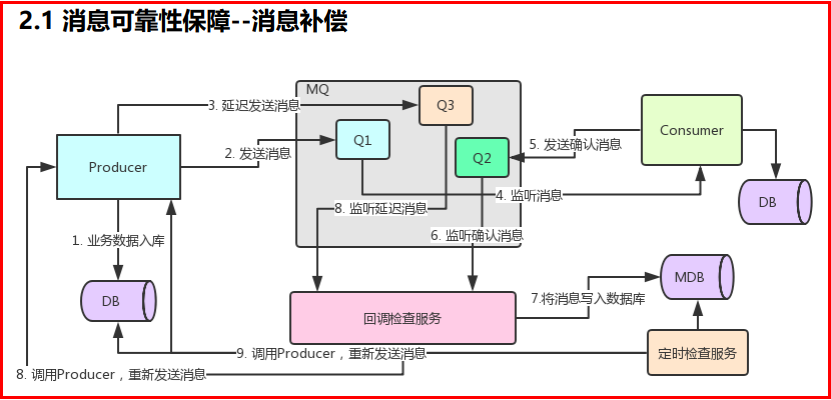 2.1 消息可靠性保障--消息补偿
MQ
3. 延迟发送消息
Q3
Q1
Consumer
5. 发送确认消息
Producer
2. 发送消息
Q2
4. 监听消息
DB
8. 监听延迟消息
6. 监听确认消息
1. 业务数据入库
MDB
DB
7.将消息写入数据库
回调检查服务
9. 调用Producer，重新发送消息
定时检查服务
8. 调用Producer，重新发送消息